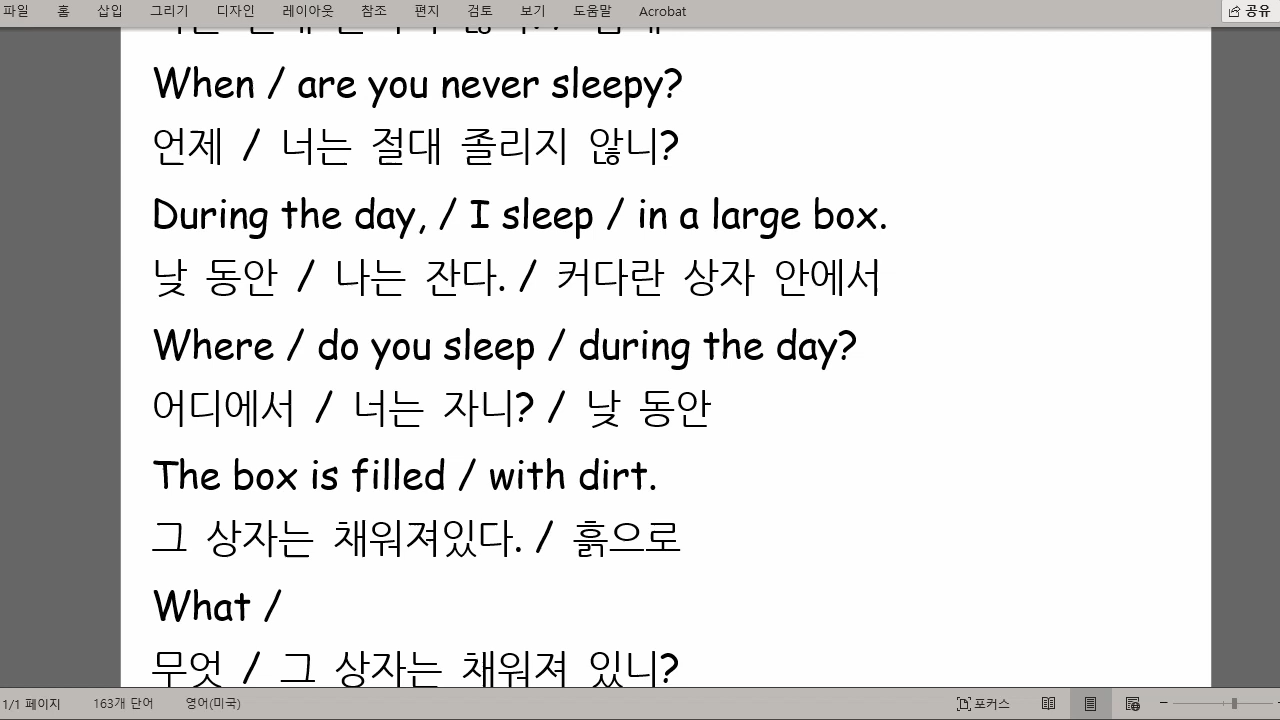 파일 홈 삽입 그리기 디자인 레이아웃 참조 편지 검토 보기 도움말 Acrobat 공유
When / are you never sleepy?
언제 / 너는 절대 졸리지 않니?
During the day, / I sleep / in a large box.
낮 동안 / 나는 잔다. / 커다란 상자 안에서
Where / do you sleep / during the day?
어디에서 / 너는 자니? / 낮 동안
The box is filled / with dirt.
그 상자는 채워져있다. / 흙으로
What /
무엇 / 그 상자는 채워져 있니?
1/1 페이지 163개 단어 영어(미국) 포커스